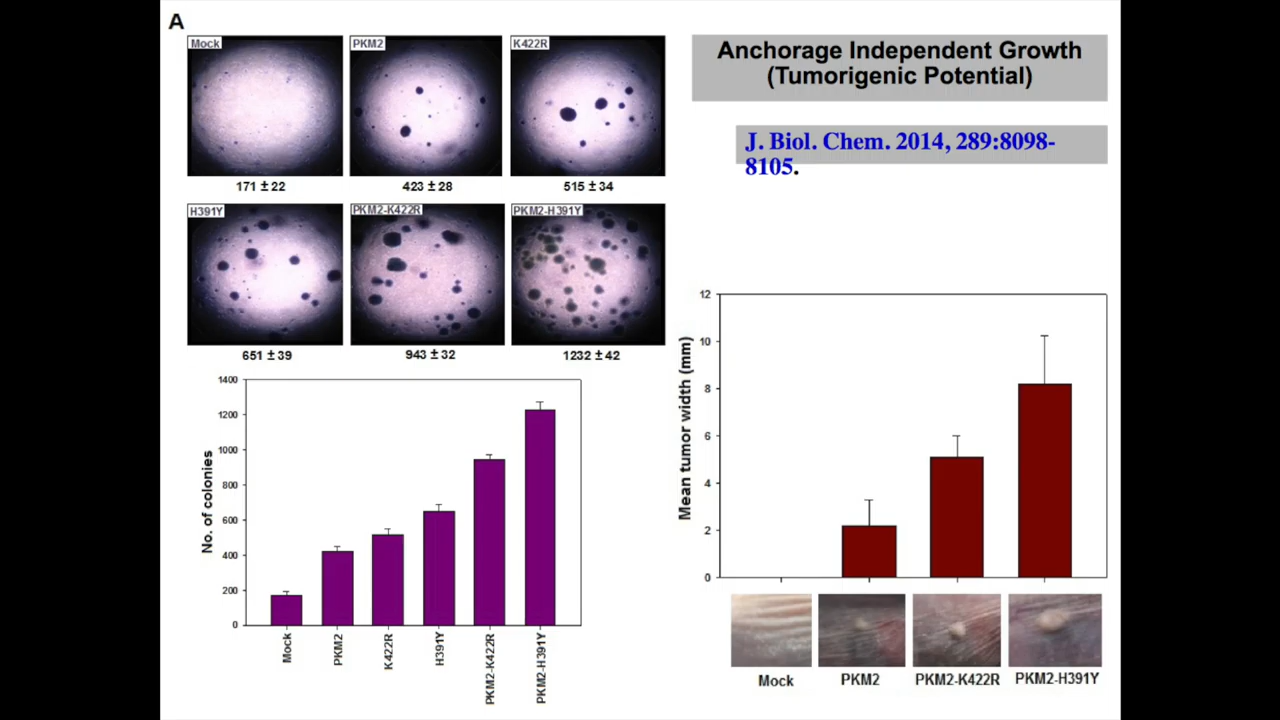 A
Mock
PKM2
K422R
171 ± 22
423 ± 28
515 ± 34
H391Y
PKM2-K422R
PKM2-H391Y
651 ± 39
943 ± 32
1232 ± 42
No. of colonies
1400
1200
1000
800
600
400
200
0
Mock
PKM2
K422R
H391Y
PKM2-K422R
PKM2-H391Y
Anchorage Independent Growth
(Tumorigenic Potential)
J. Biol. Chem. 2014, 289:8098-
8105.
Mean tumor width (mm)
12
10
8
6
4
2
0
Mock
PKM2
PKM2-K422R
PKM2-H391Y